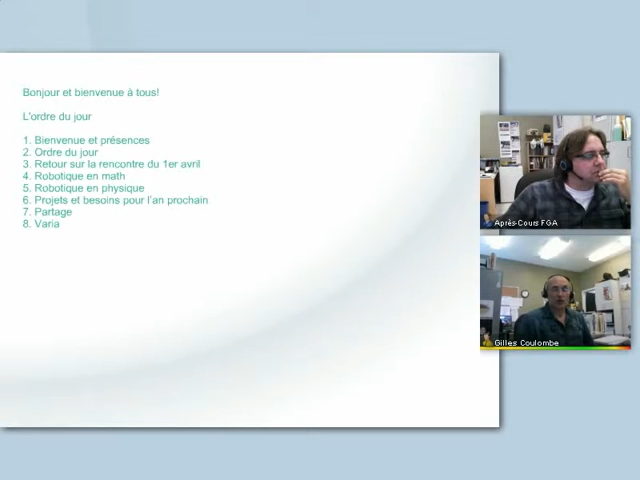 Bonjour et bienvenue à tous!
L'ordre du jour
1. Bienvenue et présences
2. Ordre du jour
3. Retour sur la rencontre du 1er avril
4. Robotique en math
5. Robotique en physique
6. Projets et besoins pour l'an prochain
7. Partage
8. Varia
Après-Cours FGA
Gilles Coulombe